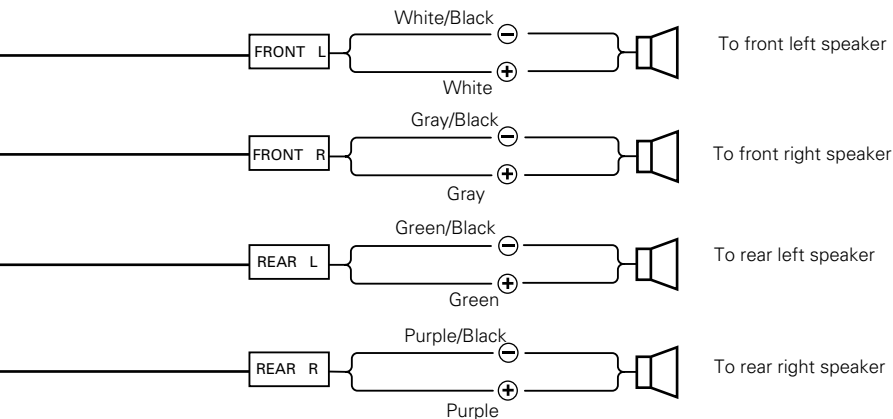 White/Black
⊖
FRONT L
To front left speaker
⊕
White
Gray/Black
⊖
FRONT R
To front right speaker
⊕
Gray
Green/Black
⊖
REAR L
To rear left speaker
⊕
Green
Purple/Black
⊖
REAR R
To rear right speaker
⊕
Purple